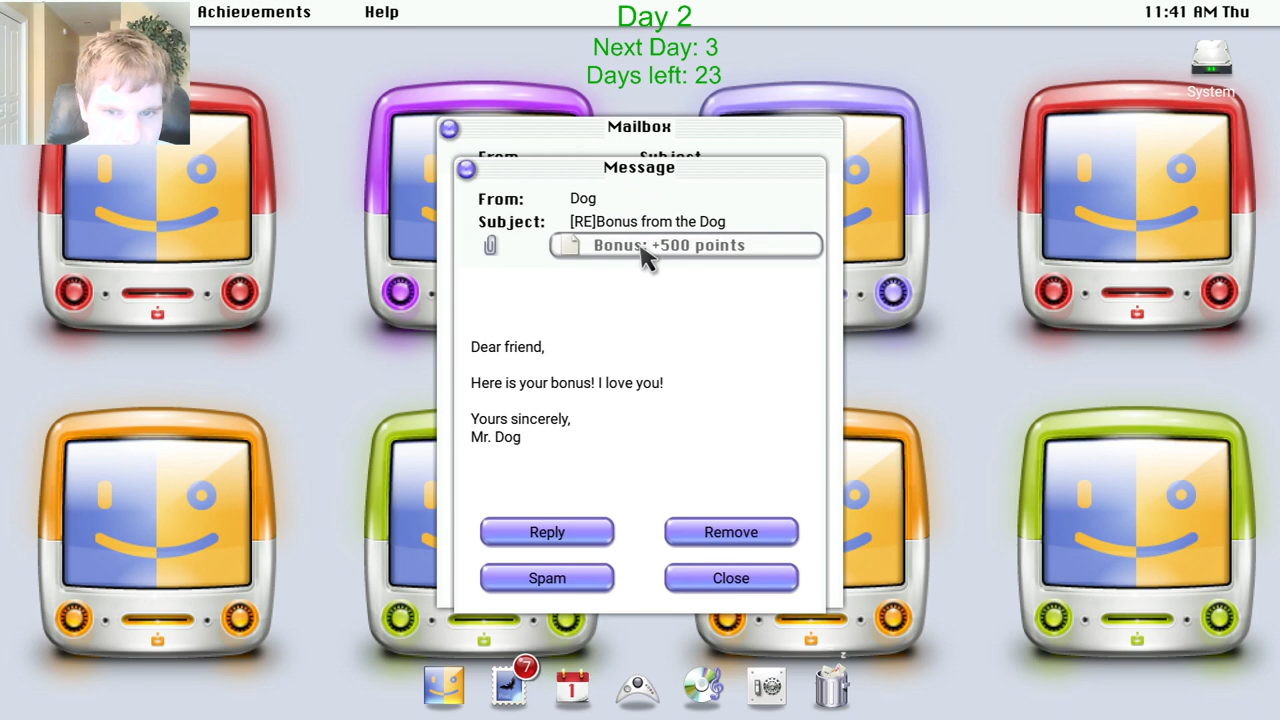 Achievements Help
Day 2
Next Day: 3
Days left: 23
11:41 AM Thu
System
Mailbox
From Subject
Message
From: Dog
Subject: [RE]Bonus from the Dog
Bonus: +500 points
Dear friend,
Here is your bonus! I love you!
Yours sincerely,
Mr. Dog
Reply Remove
Spam Close
7
1
z